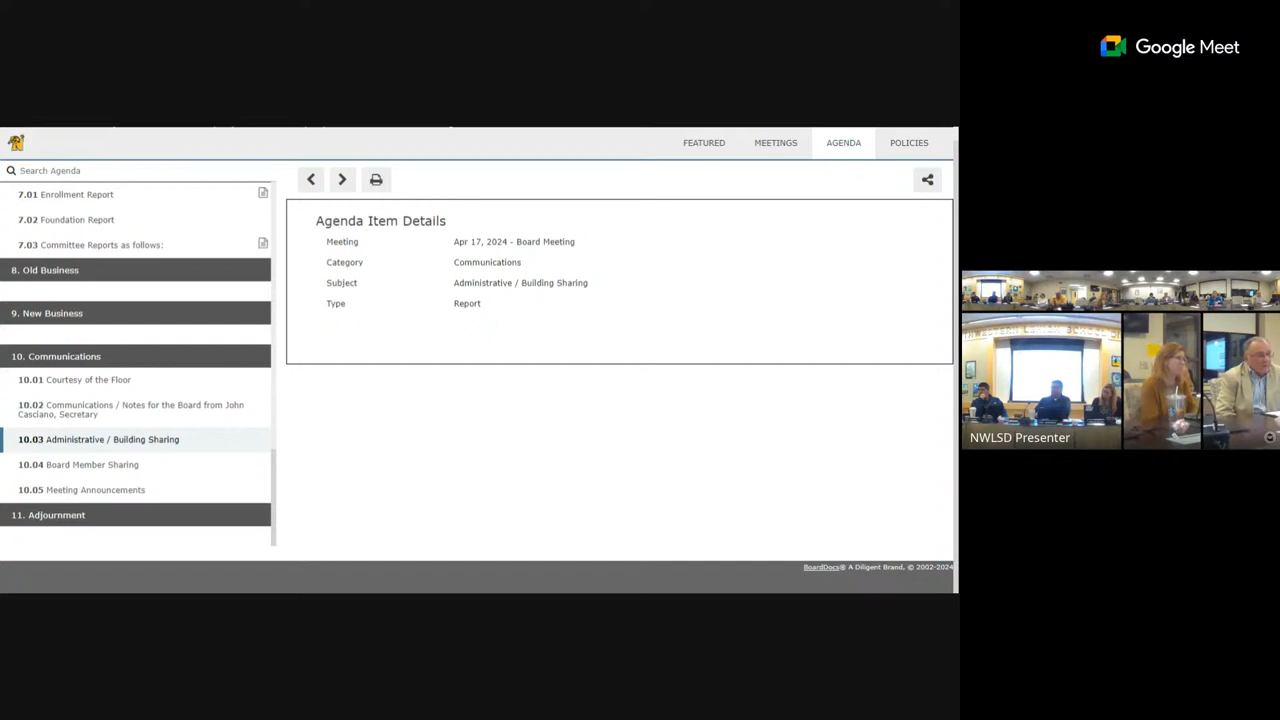 Google Meet
FEATURED
MEETINGS
AGENDA
POLICIES
Search Agenda
7.01 Enrollment Report
7.02 Foundation Report
7.03 Committee Reports as follows:
8. Old Business
9. New Business
10. Communications
10.01 Courtesy of the Floor
10.02 Communications / Notes for the Board from John
Casciano, Secretary
10.03 Administrative / Building Sharing
10.04 Board Member Sharing
10.05 Meeting Announcements
11. Adjournment
Agenda Item Details
Meeting Apr 17, 2024 - Board Meeting
Category Communications
Subject Administrative / Building Sharing
Type Report
BoardDocs® A Diligent Brand, © 2002-2024
NWLSD Presenter